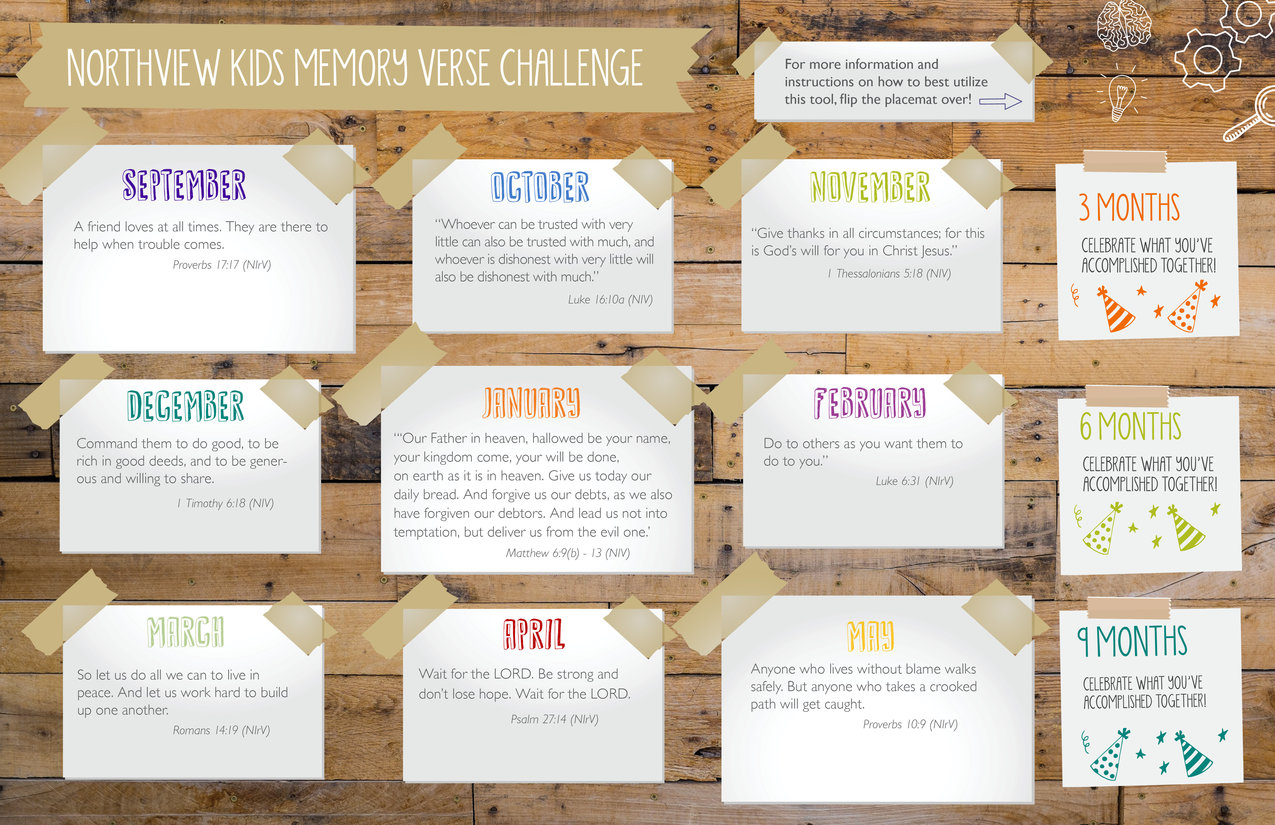 NORTHVIEW KIDS MEMORY VERSE CHALLENGE
For more information and
instructions on how to best utilize
this tool, flip the placemat over!
SEPTEMBER
A friend loves at all times. They are there to
help when trouble comes.
Proverbs 17:17 (NIrV)
OCTOBER
“Whoever can be trusted with very
little can also be trusted with much, and
whoever is dishonest with very little will
also be dishonest with much.”
Luke 16:10a (NIV)
NOVEMBER
“Give thanks in all circumstances; for this
is God’s will for you in Christ Jesus.”
1 Thessalonians 5:18 (NIV)
3 MONTHS
CELEBRATE WHAT YOU’VE
ACCOMPLISHED TOGETHER!
DECEMBER
Command them to do good, to be
rich in good deeds, and to be gener-
ous and willing to share.
1 Timothy 6:18 (NIV)
JANUARY
“‘Our Father in heaven, hallowed be your name,
your kingdom come, your will be done,
on earth as it is in heaven. Give us today our
daily bread. And forgive us our debts, as we also
have forgiven our debtors. And lead us not into
temptation, but deliver us from the evil one.’
Matthew 6:9(b) - 13 (NIV)
FEBRUARY
Do to others as you want them to
do to you.”
Luke 6:31 (NIrV)
6 MONTHS
CELEBRATE WHAT YOU’VE
ACCOMPLISHED TOGETHER!
MARCH
So let us do all we can to live in
peace. And let us work hard to build
up one another.
Romans 14:19 (NIrV)
APRIL
Wait for the LORD. Be strong and
don’t lose hope. Wait for the LORD.
Psalm 27:14 (NIrV)
MAY
Anyone who lives without blame walks
safely. But anyone who takes a crooked
path will get caught.
Proverbs 10:9 (NIrV)
9 MONTHS
CELEBRATE WHAT YOU’VE
ACCOMPLISHED TOGETHER!